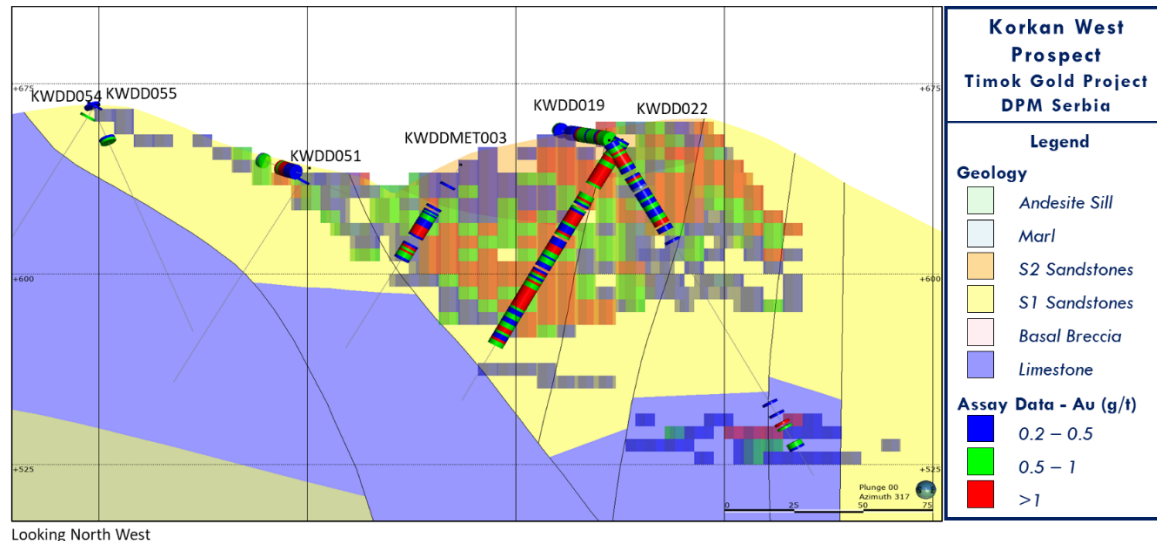 Korkan West
Prospect
Timok Gold Project
DPM Serbia
Legend
Geology
Andesite Sill
Marl
S2 Sandstones
S1 Sandstones
Basal Breccia
Limestone
Assay Data - Au (g/t)
0.2 – 0.5
0.5 - 1
>1
+675
+675
KWDD054
KWDD055
KWDD051
KWDDMET003
KWDD019
KWDD022
+600
+600
+525
+525
Plunge 00
Azimuth 317
0
25
50
75
Looking North West